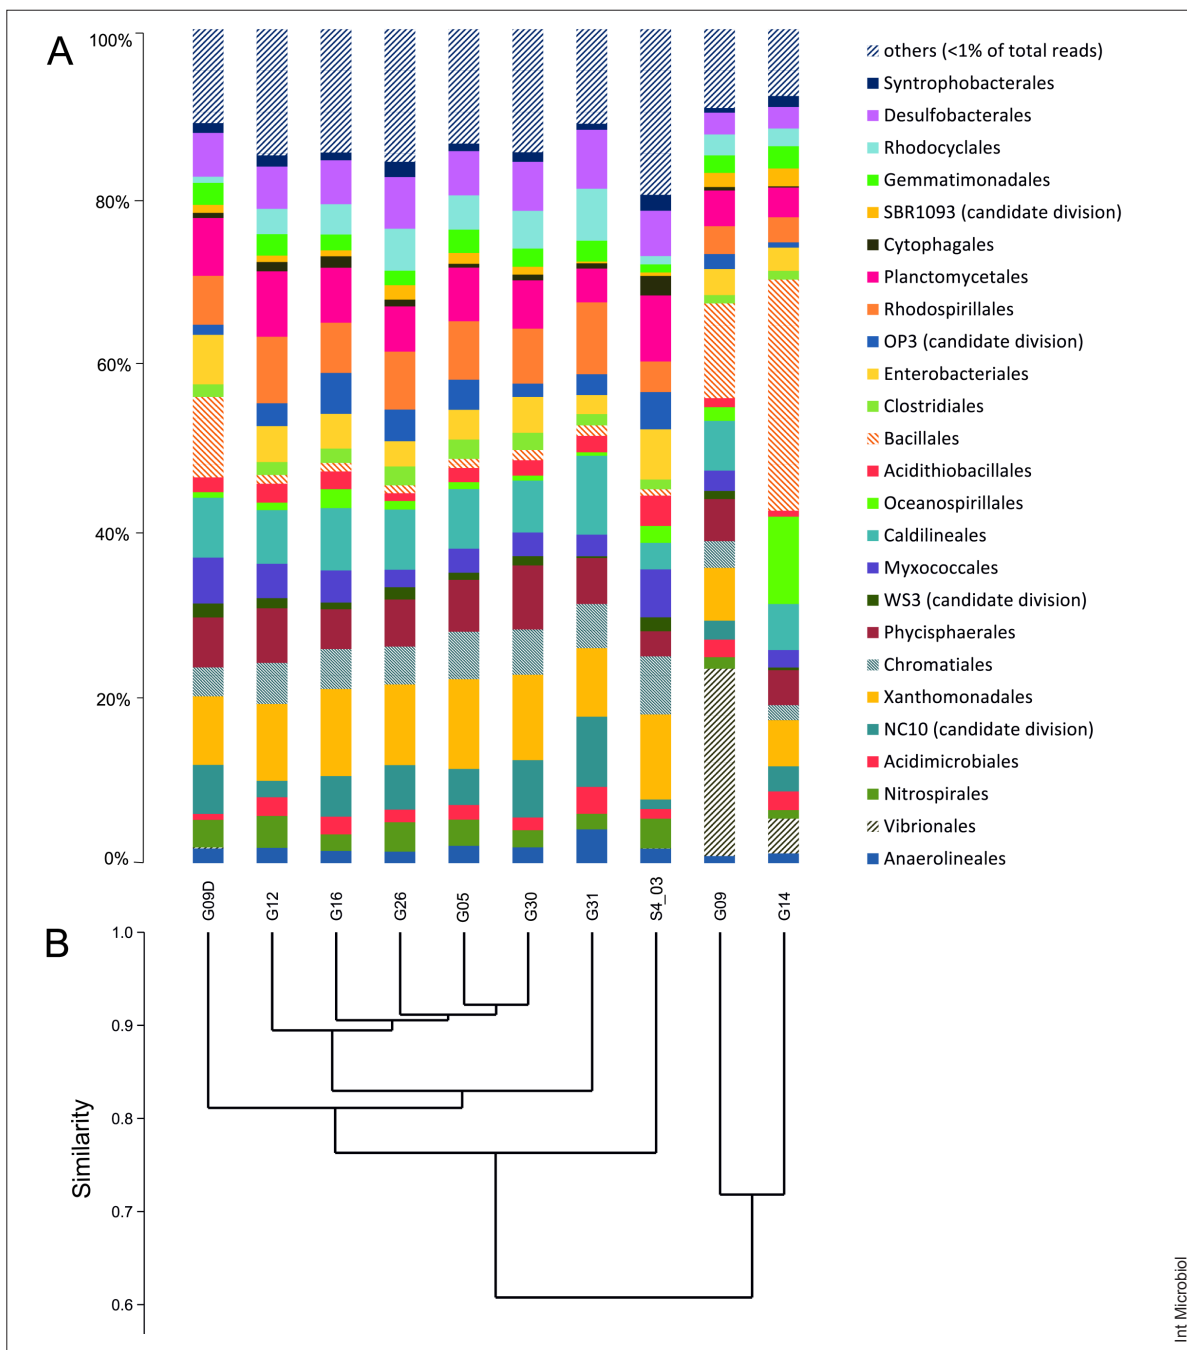 A
100%
80%
60%
40%
20%
0%
others (<1% of total reads)
Syntrophobacterales
Desulfobacterales
Rhodocyclales
Gemmatimonadales
SBR1093 (candidate division)
Cytophagales
Planctomycetales
Rhodospirillales
OP3 (candidate division)
Enterobacteriales
Clostridiales
Bacillales
Acidithiobacillales
Oceanospirillales
Caldilineales
Myxococcales
WS3 (candidate division)
Phycisphaerales
Chromatiales
Xanthomonadales
NC10 (candidate division)
Acidimicrobiales
Nitrospirales
Vibrionales
Anaerolineales
G09D
G12
G16
G26
G05
G30
G31
S4_03
G09
G14
B
1.0
0.9
0.8
0.7
0.6
Similarity
Int Microbiol